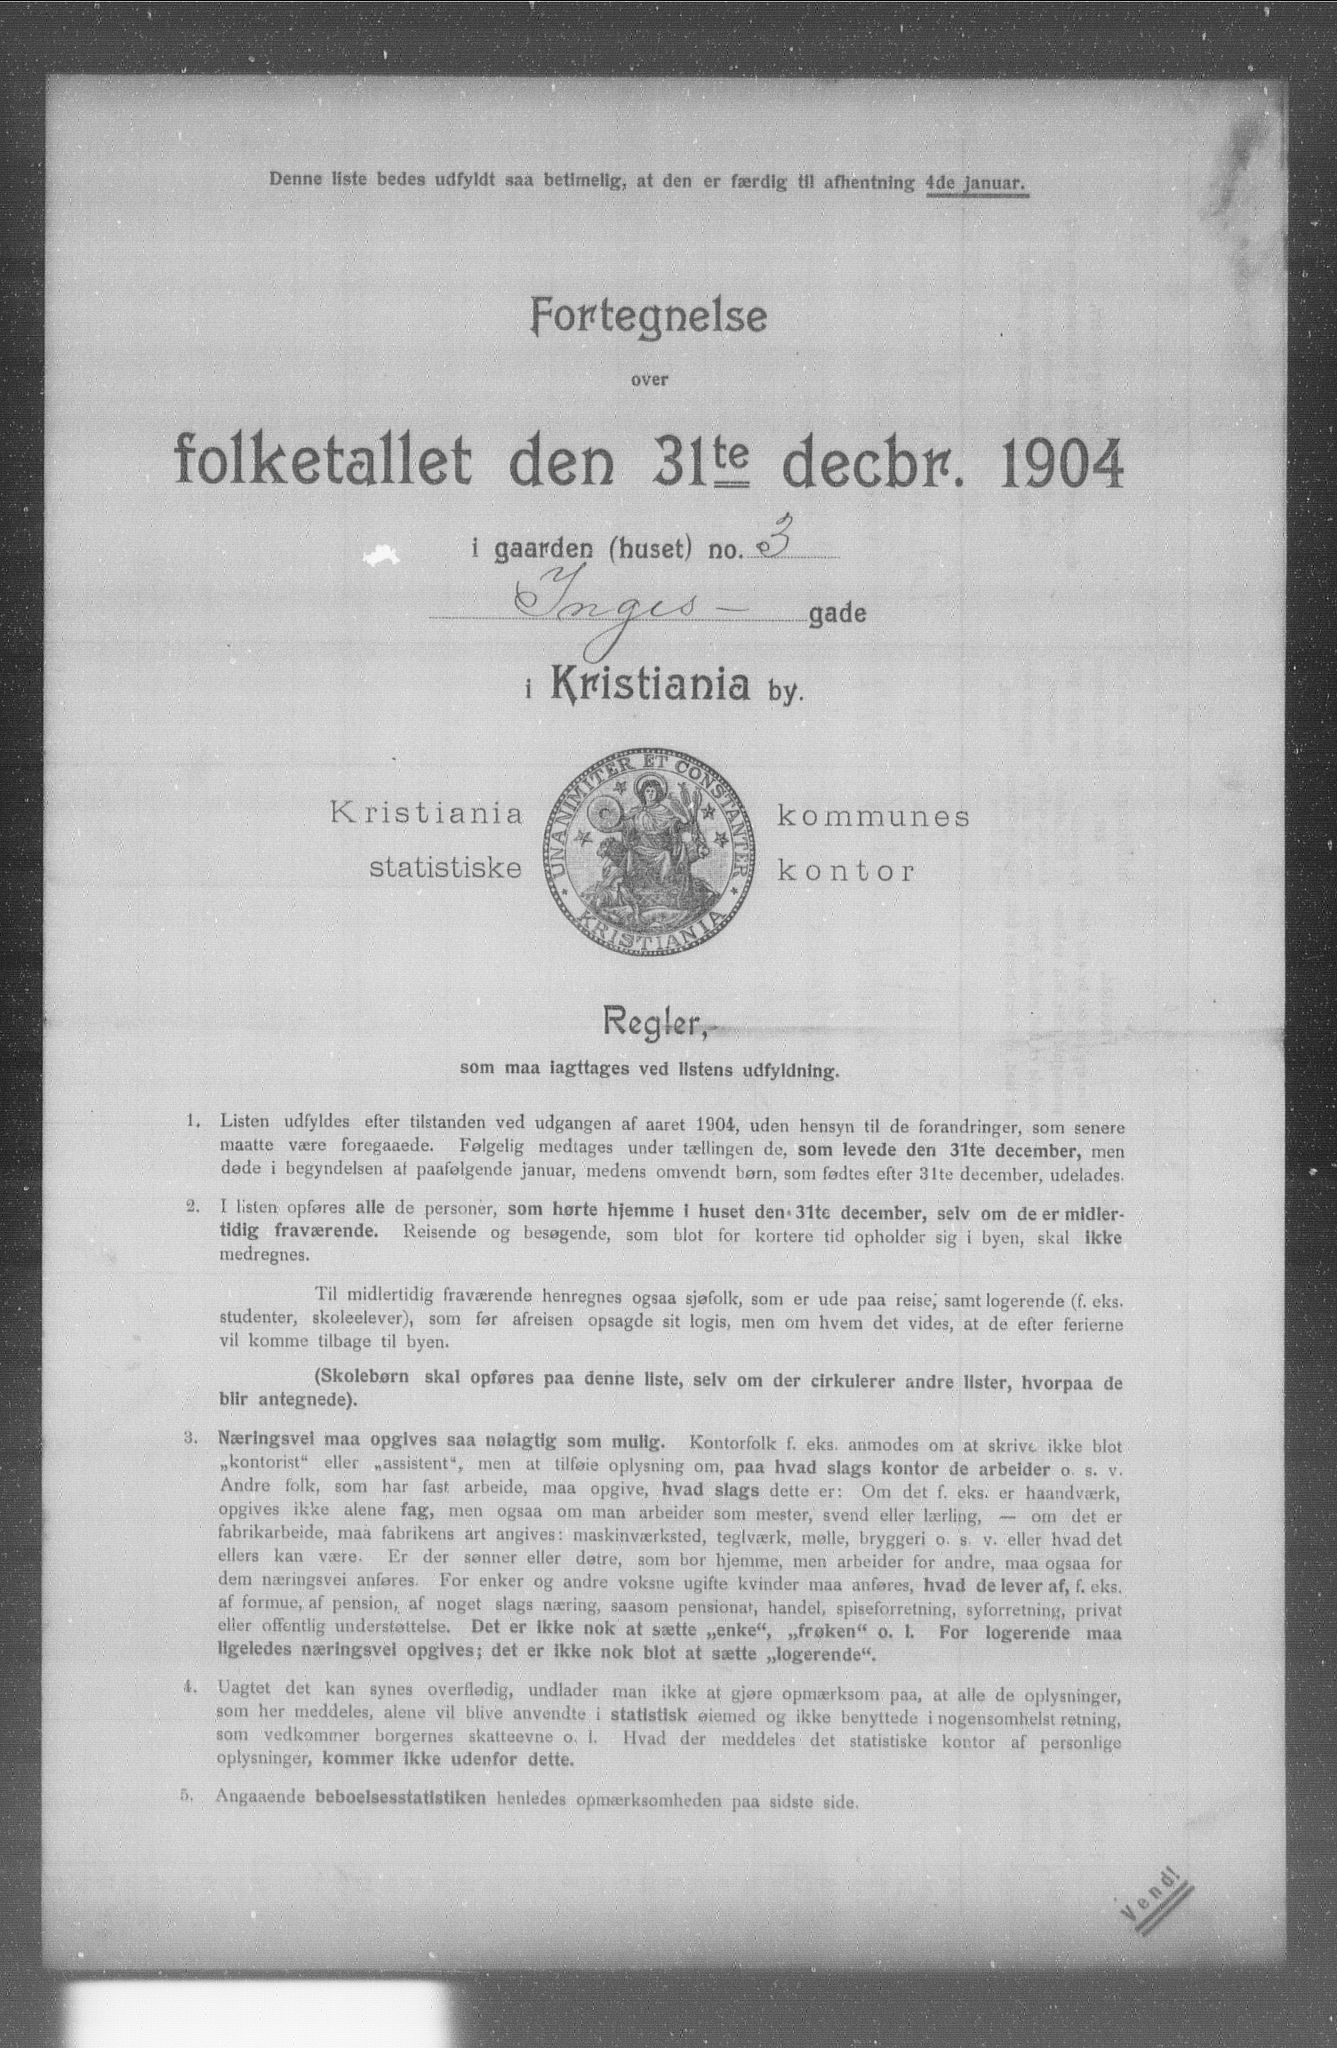 Denne liste bedes udfyldt saa betimelig, at den er færdig til afhentning 4de januar.
Fortegnelse
over
folketallet den 31te decbr. 1904
i gaarden (huset) no. 3
Inges – gade
i Kristiania by.
Kristiania kommunes
statistiske kontor
UNANIMITER ET CONSTANTER
KRISTIANIA
Regler,
som maa iagttages ved listens udfyldning.
1. Listen udfyldes efter tilstanden ved udgangen af aaret 1904, uden hensyn til de forandringer, som senere
maatte være foregaaede. Følgelig medtages under tællingen de, som levede den 31te december, men
døde i begyndelsen af paafølgende januar, medens omvendt børn, som fødtes efter 31te december, udelades.
2. I listen opføres alle de personer, som hørte hjemme i huset den 31te december, selv om de er midler-
tidig fraværende. Reisende og besøgende, som blot for kortere tid opholder sig i byen, skal ikke
medregnes.
Til midlertidig fraværende henregnes ogsaa sjøfolk, som er ude paa reise, samt logerende (f. eks.
studenter, skoleelever), som før afreisen opsagde sit logis, men om hvem det vides, at de efter ferierne
vil komme tilbage til byen.
(Skolebørn skal opføres paa denne liste, selv om der cirkulerer andre lister, hvorpaa de
blir antegnede).
3. Næringsvei maa opgives saa nøiagtig som mulig. Kontorfolk f. eks. anmodes om at skrive ikke blot
„kontorist“ eller „assistent“, men at tilføie oplysning om, paa hvad slags kontor de arbeider o. s. v.
Andre folk, som har fast arbeide, maa opgive, hvad slags dette er: Om det f. eks. er haandværk,
opgives ikke alene fag, men ogsaa om man arbeider som mester, svend eller lærling, — om det er
fabrikarbeide, maa fabrikens art angives: maskinværksted, teglværk, mølle, bryggeri o. s. v. eller hvad det
ellers kan være. Er der sønner eller døtre, som bor hjemme, men arbeider for andre, maa ogsaa for
dem næringsvei anføres. For enker og andre voksne ugifte kvinder maa anføres, hvad de lever af, f. eks.
af formue, af pension, af noget slags næring, saasom pensionat, handel, spiseforretning, syforretning, privat
eller offentlig understøttelse. Det er ikke nok at sætte „enke“, „frøken“ o. l. For logerende maa
ligeledes næringsvei opgives; det er ikke nok blot at sætte „logerende“.
4. Uagtet det kan synes overflødig, undlader man ikke at gjøre opmærksom paa, at alle de oplysninger,
som her meddeles, alene vil blive anvendte i statistisk øiemed og ikke benyttede i nogensomhelst retning,
som vedkommer borgernes skatteevne o. l. Hvad der meddeles det statistiske kontor af personlige
oplysninger, kommer ikke udenfor dette.
5. Angaaende beboelsesstatistiken henledes opmærksomheden paa sidste side.
Vend!